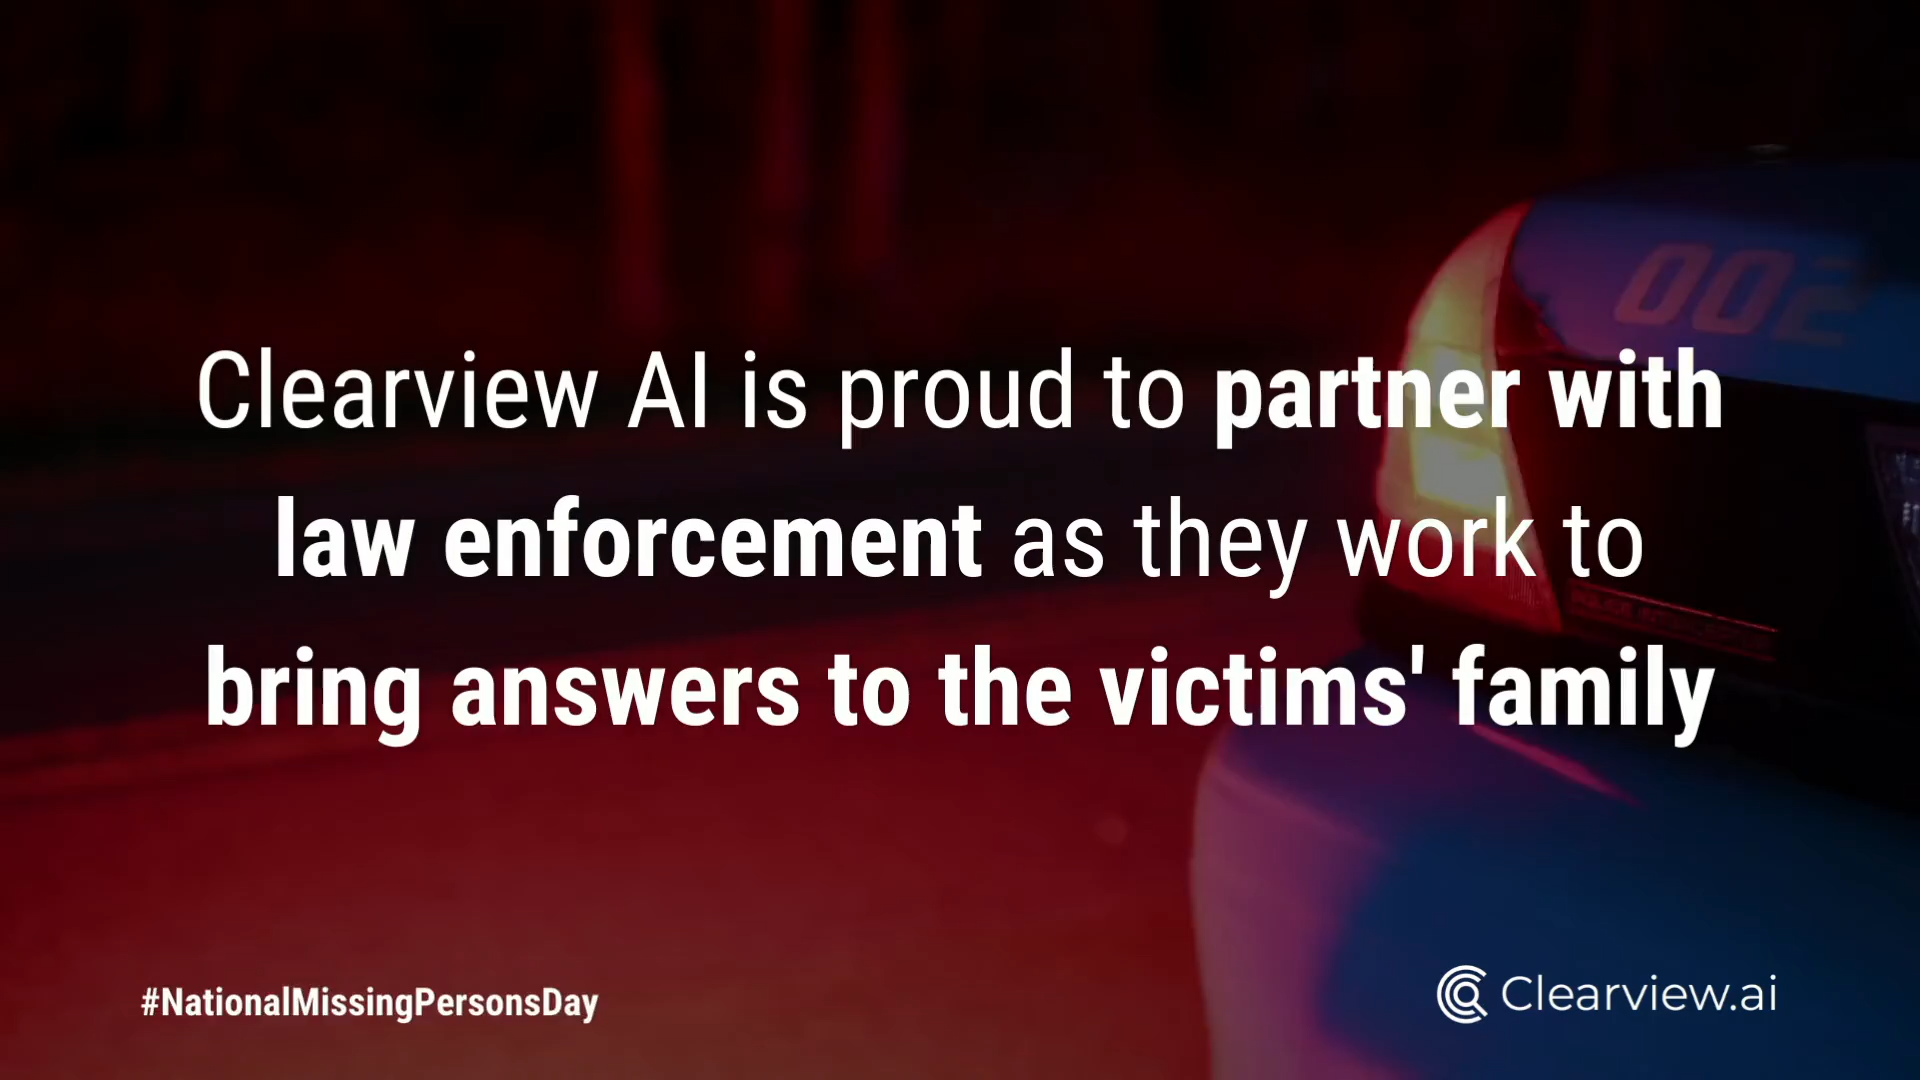 002
Clearview AI is proud to partner with
law enforcement as they work to
bring answers to the victims' family
#NationalMissingPersonsDay
Clearview.ai